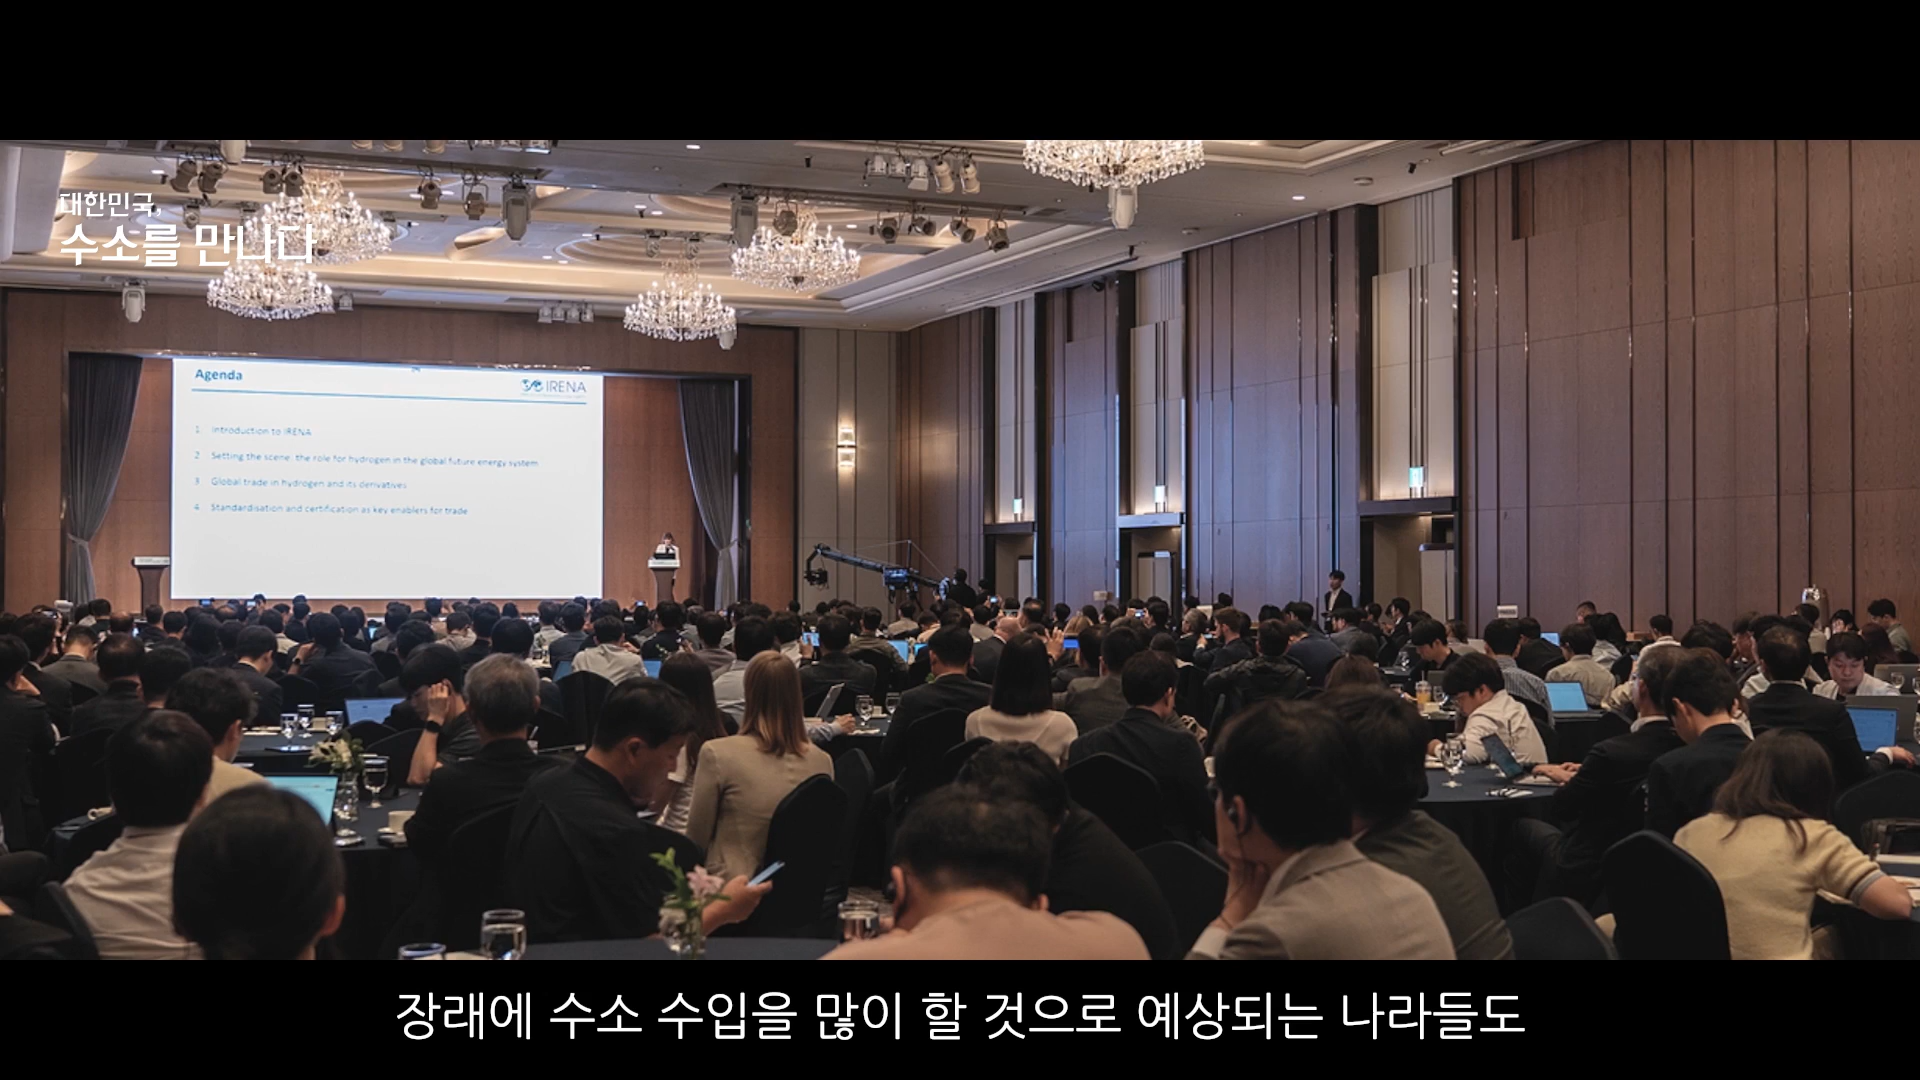 대한민국,
수소를 만나다
Agenda
IRENA
1 Introduction to IRENA
2 Setting the scene: the role for hydrogen in the global future energy system
3 Global trade in hydrogen and its derivatives
4 Standardisation and certification as key enablers for trade
장래에 수소 수입을 많이 할 것으로 예상되는 나라들도